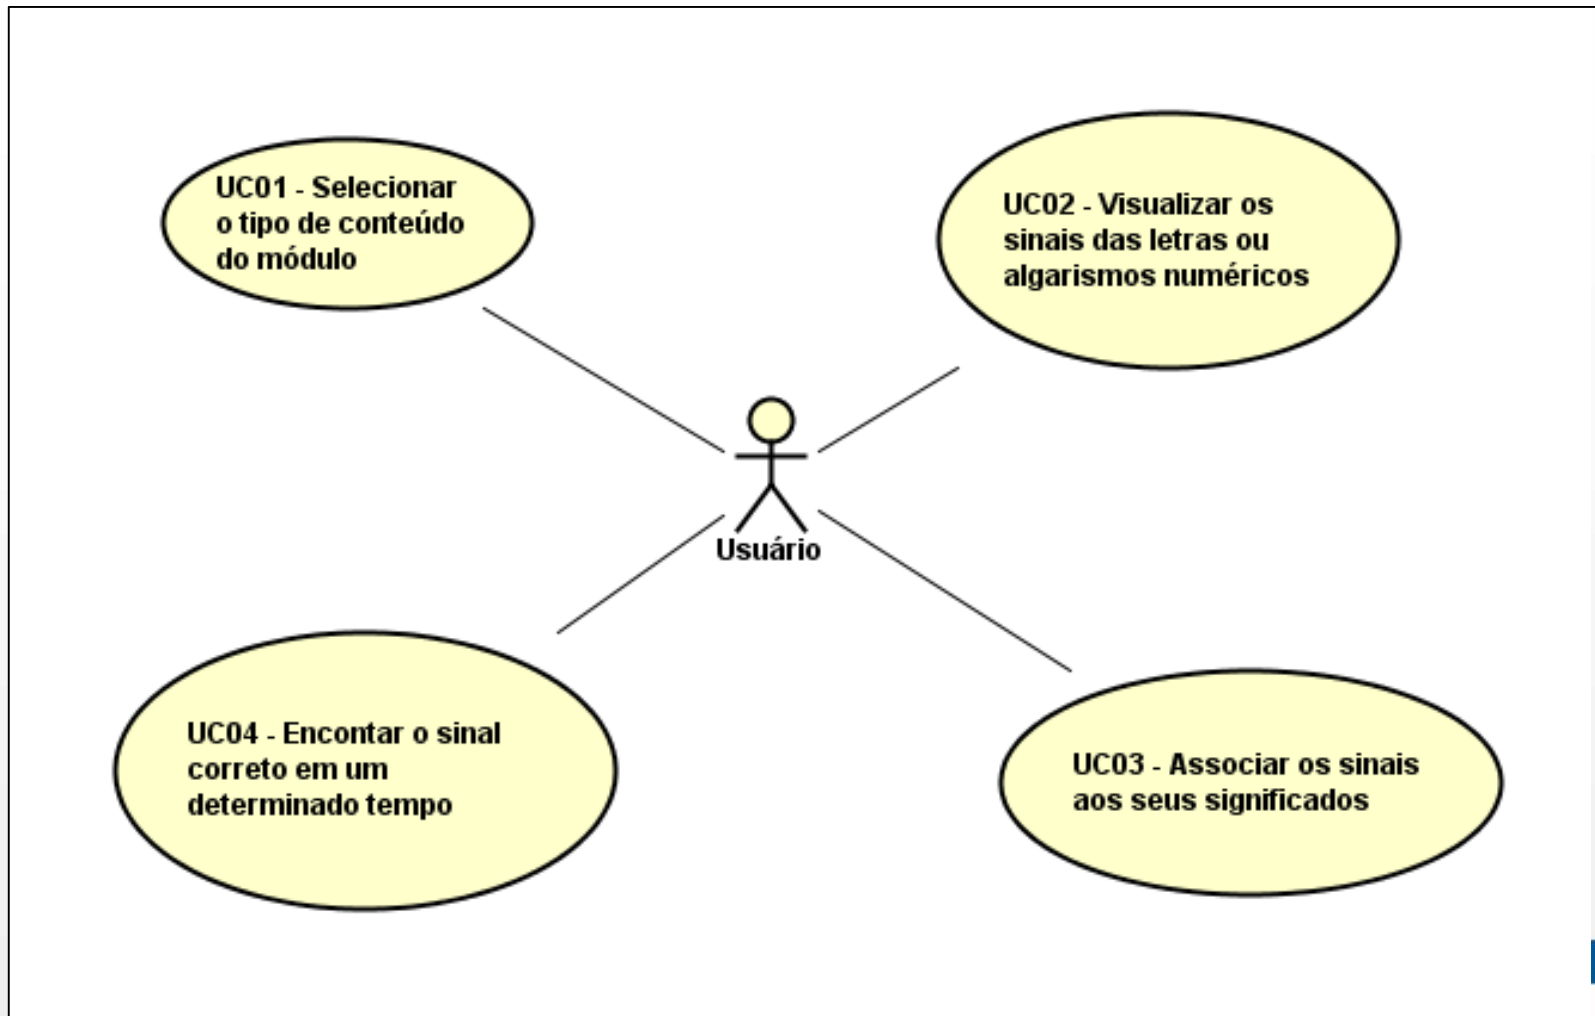 UC01 - Selecionar
o tipo de conteúdo
do módulo
UC02 - Visualizar os
sinais das letras ou
algarismos numéricos
Usuário
UC04 - Encontar o sinal
correto em um
determinado tempo
UC03 - Associar os sinais
aos seus significados